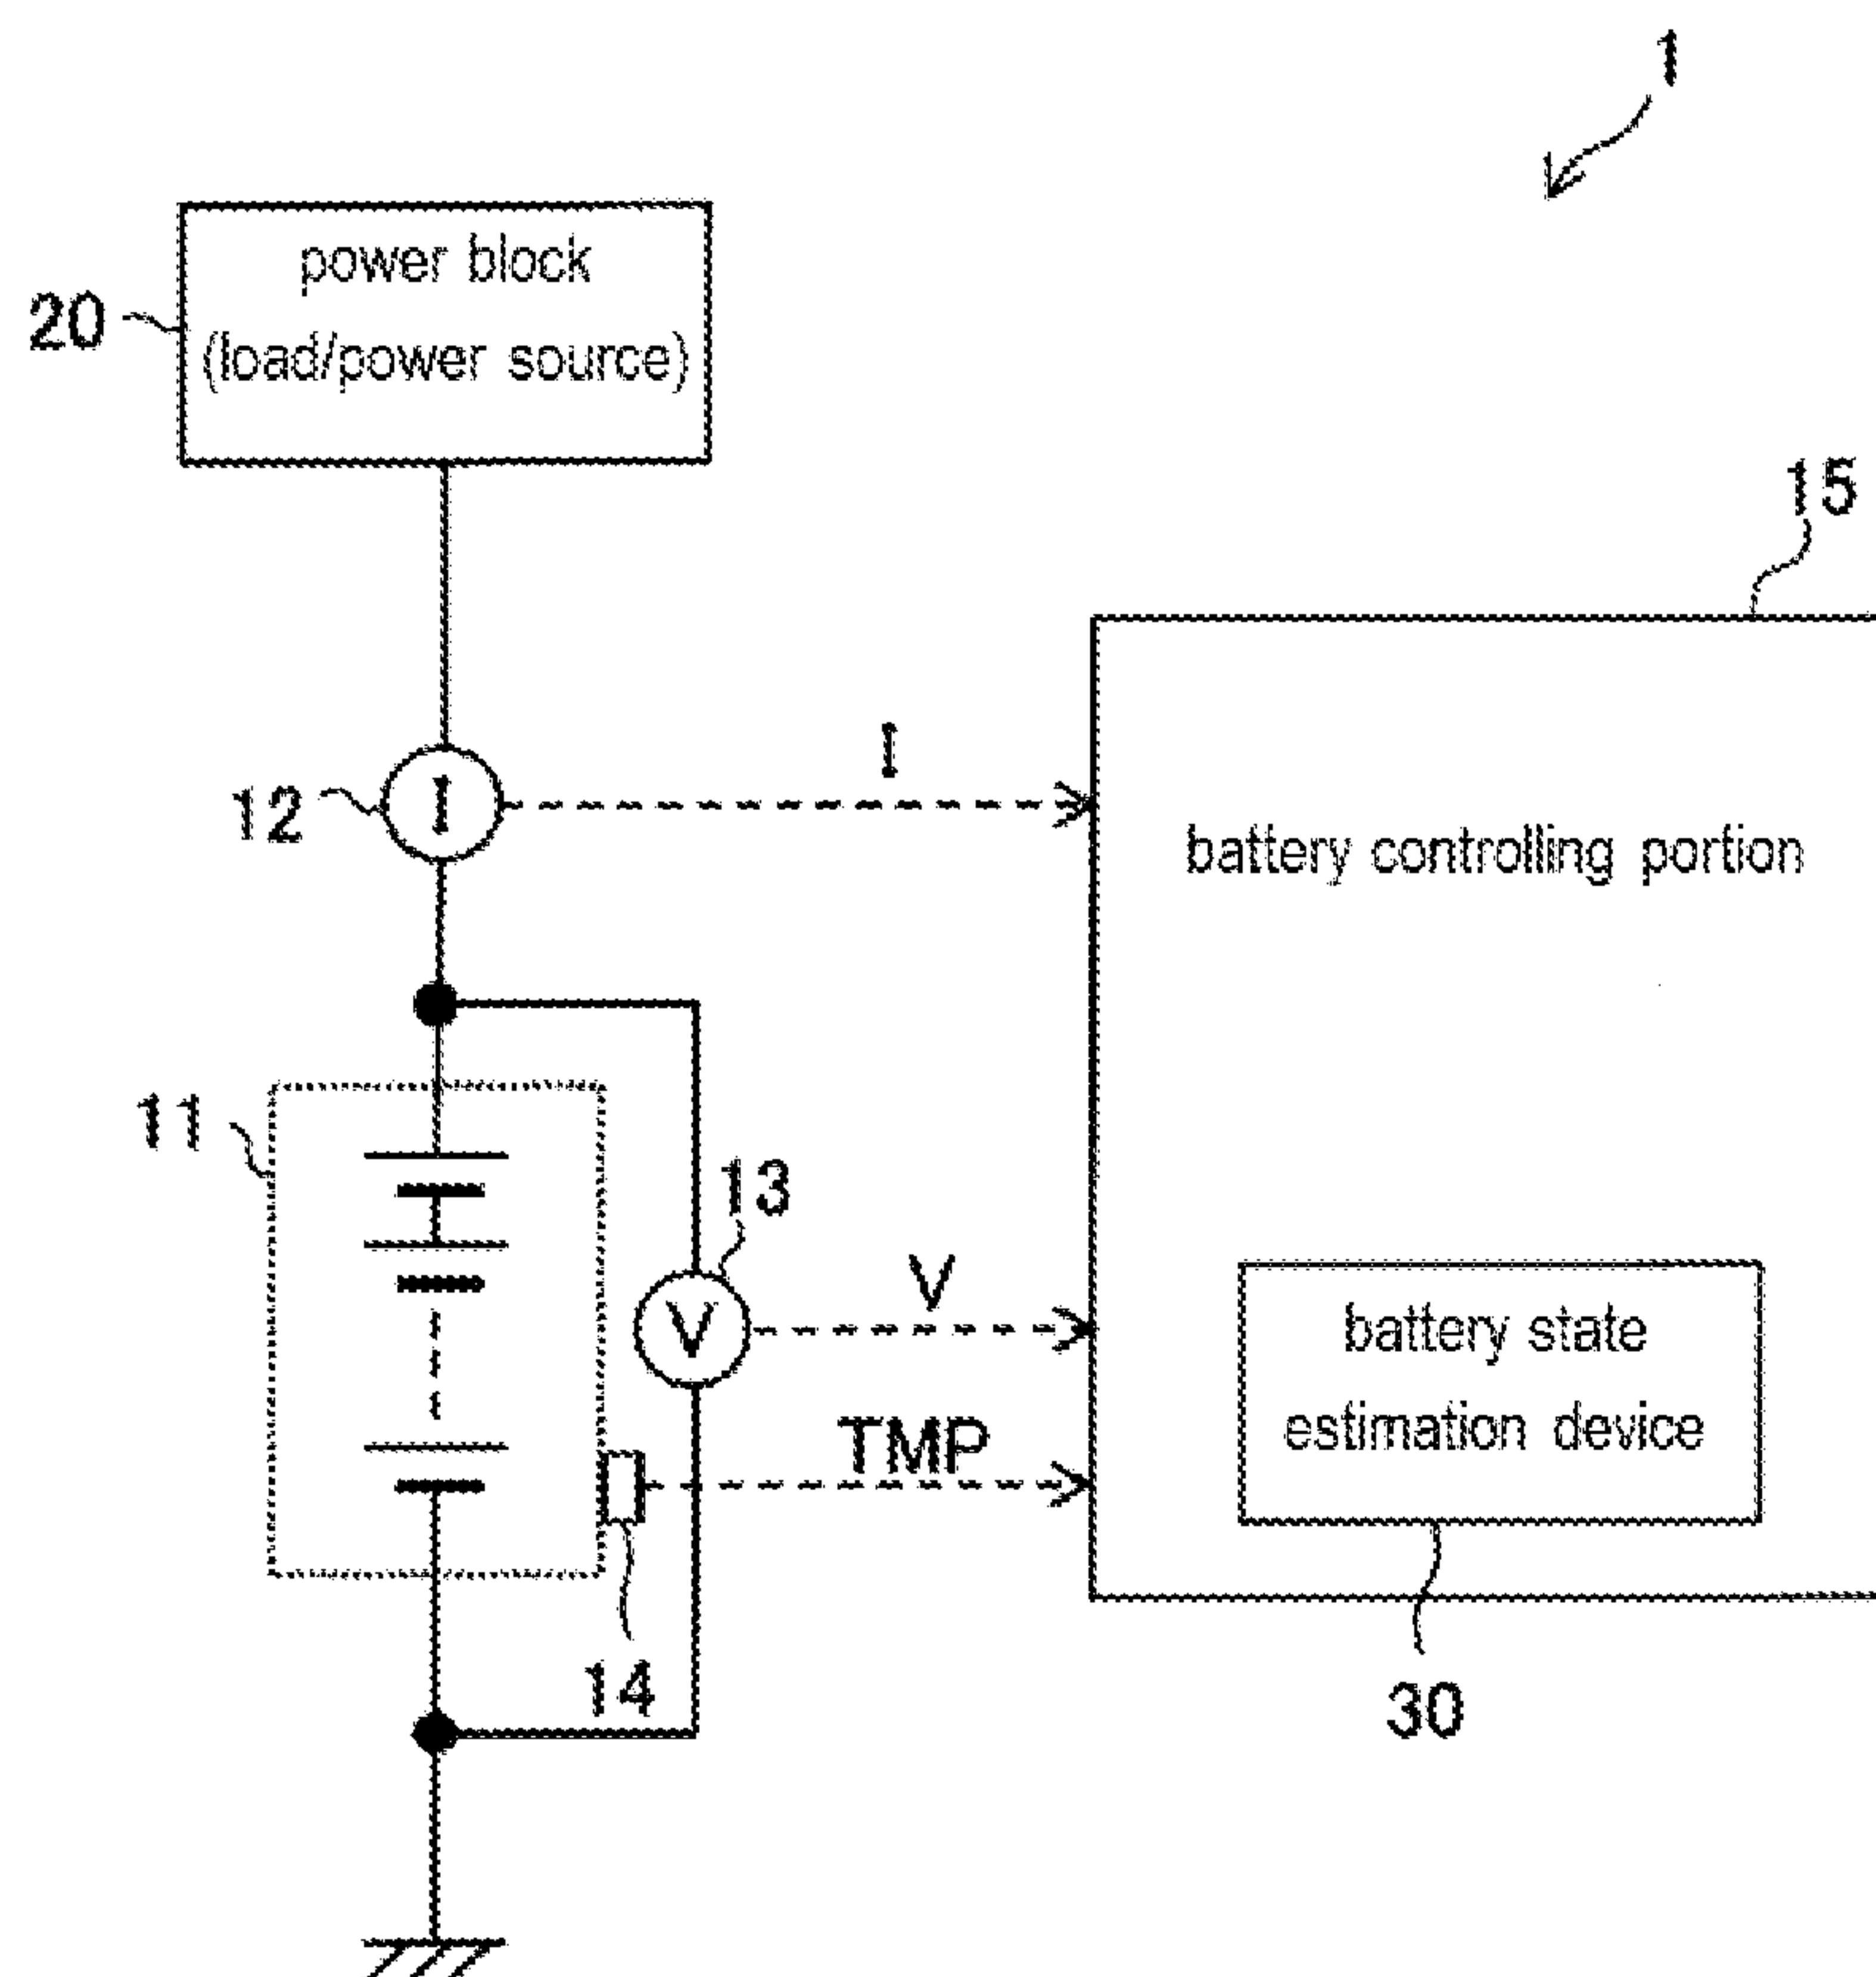 1
power block
(load/power source)
20
15
I
12
I
battery controlling portion
11
13
V
V
battery state
estimation device
TMP
14
30